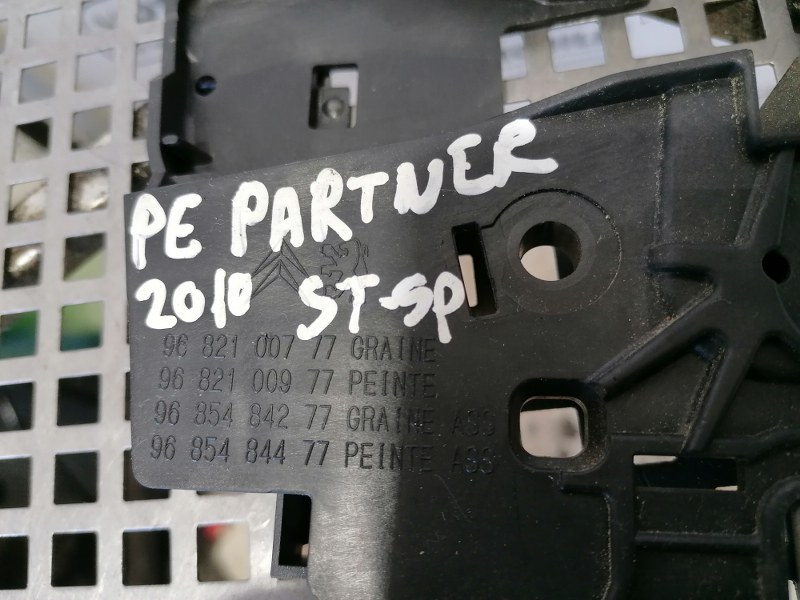 PE PARTNER
2010 ST-SP
96 821 007 77 GRAINE
96 821 009 77 PEINTE
96 854 842 77 GRAINE ASS
96 854 844 77 PEINTE ASS